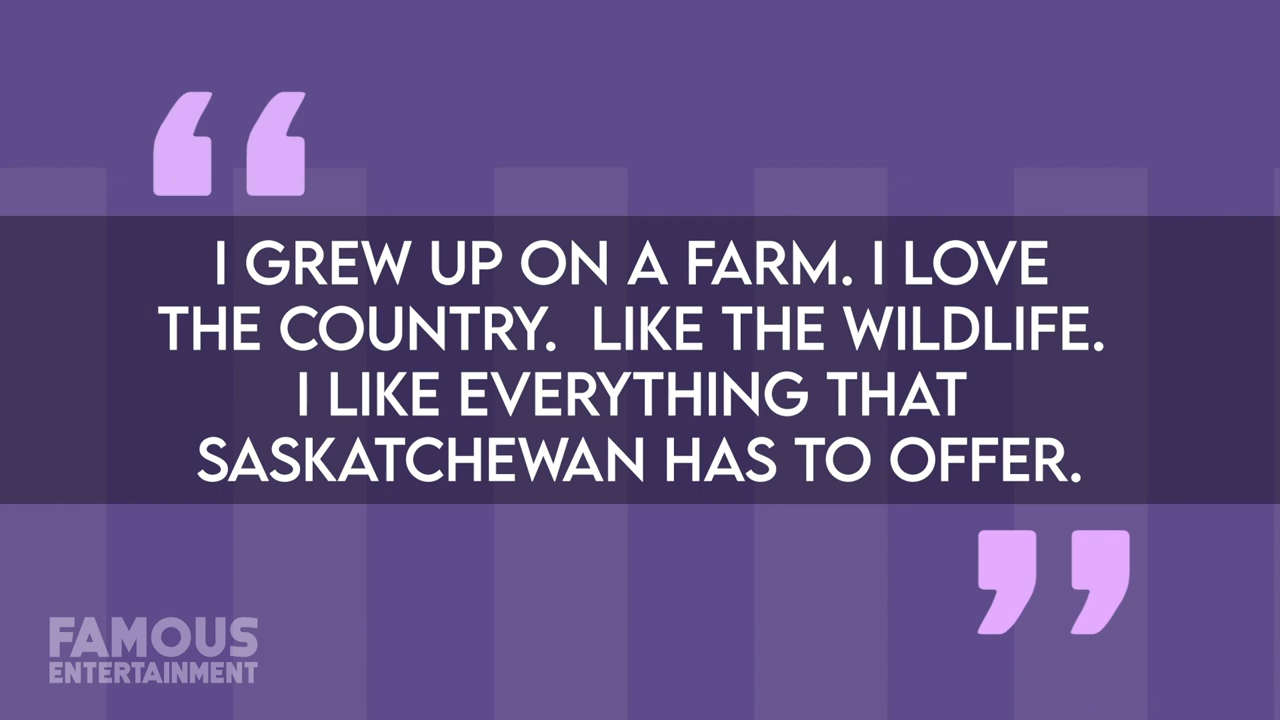 I GREW UP ON A FARM. I LOVE
THE COUNTRY.  LIKE THE WILDLIFE.
I LIKE EVERYTHING THAT
SASKATCHEWAN HAS TO OFFER.
FAMOUS
ENTERTAINMENT